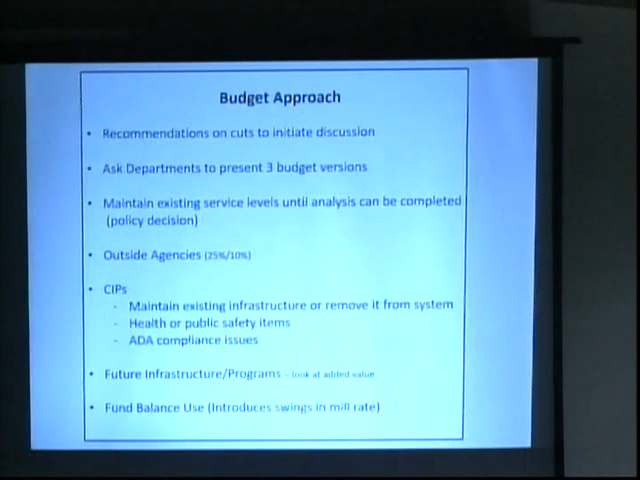 Budget Approach
• Recommendations on cuts to initiate discussion
• Ask Departments to present 3 budget versions
• Maintain existing service levels until analysis can be completed
(policy decision)
• Outside Agencies (25%/10%)
• CIPs
- Maintain existing infrastructure or remove it from system
- Health or public safety items
- ADA compliance issues
• Future Infrastructure/Programs – look at added value
• Fund Balance Use (Introduces swings in mill rate)